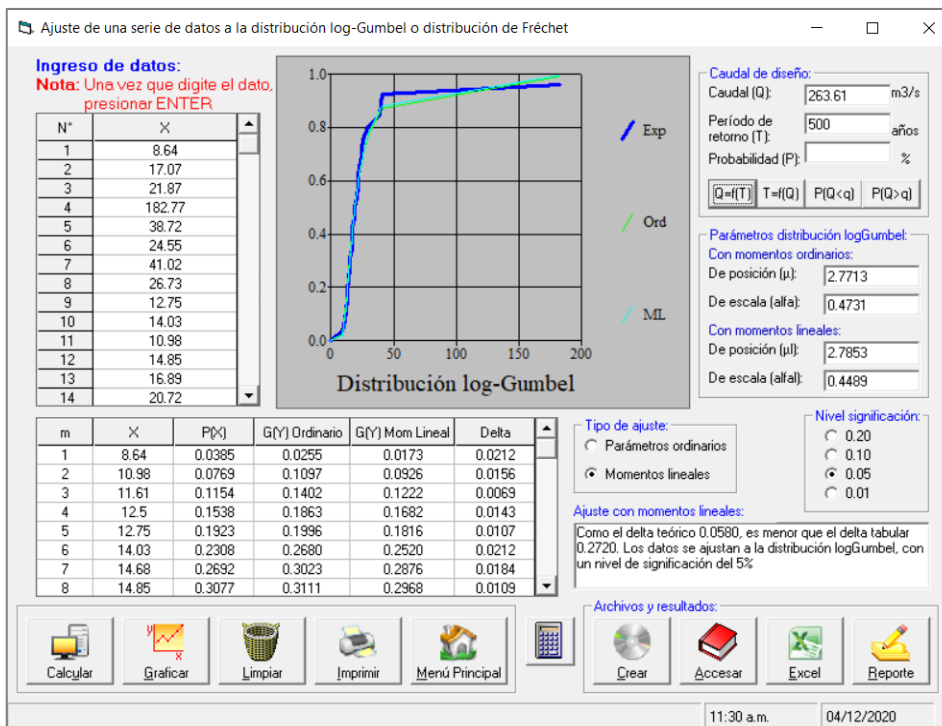 Ajuste de una serie de datos a la distribución log-Gumbel o distribución de Fréchet
Ingreso de datos:
Nota: Una vez que digite el dato,
presionar ENTER
N° X
1 8.64
2 17.07
3 21.87
4 182.77
5 38.72
6 24.55
7 41.02
8 26.73
9 12.75
10 14.03
11 10.98
12 14.85
13 16.89
14 20.72
1.0
0.8
0.6
0.4
0.2
0.0
0 50 100 150 200
Distribución log-Gumbel
Exp
Ord
ML
Caudal de diseño:
Caudal (Q): 263.61 m3/s
Período de
retorno (T): 500 años
Probabilidad (P): %
Q=f(T) T=f(Q) P(Q<q) P(Q>q)
Parámetros distribución logGumbel:
Con momentos ordinarios:
De posición (µ): 2.7713
De escala (alfa): 0.4731
Con momentos lineales:
De posición (µl): 2.7853
De escala (alfal): 0.4489
m X P(X) G(Y) Ordinario G(Y) Mom Lineal Delta
1 8.64 0.0385 0.0255 0.0173 0.0212
2 10.98 0.0769 0.1097 0.0926 0.0156
3 11.61 0.1154 0.1402 0.1222 0.0069
4 12.5 0.1538 0.1863 0.1682 0.0143
5 12.75 0.1923 0.1996 0.1816 0.0107
6 14.03 0.2308 0.2680 0.2520 0.0212
7 14.68 0.2692 0.3023 0.2876 0.0184
8 14.85 0.3077 0.3111 0.2968 0.0109
Tipo de ajuste:
Parámetros ordinarios
Momentos lineales
Nivel significación:
0.20
0.10
0.05
0.01
Ajuste con momentos lineales:
Como el delta teórico 0.0580, es menor que el delta tabular
0.2720. Los datos se ajustan a la distribución logGumbel, con
un nivel de significación del 5%
Calcular Graficar Limpiar Imprimir Menú Principal
Archivos y resultados:
Crear Accesar Excel Reporte
11:30 a.m. 04/12/2020